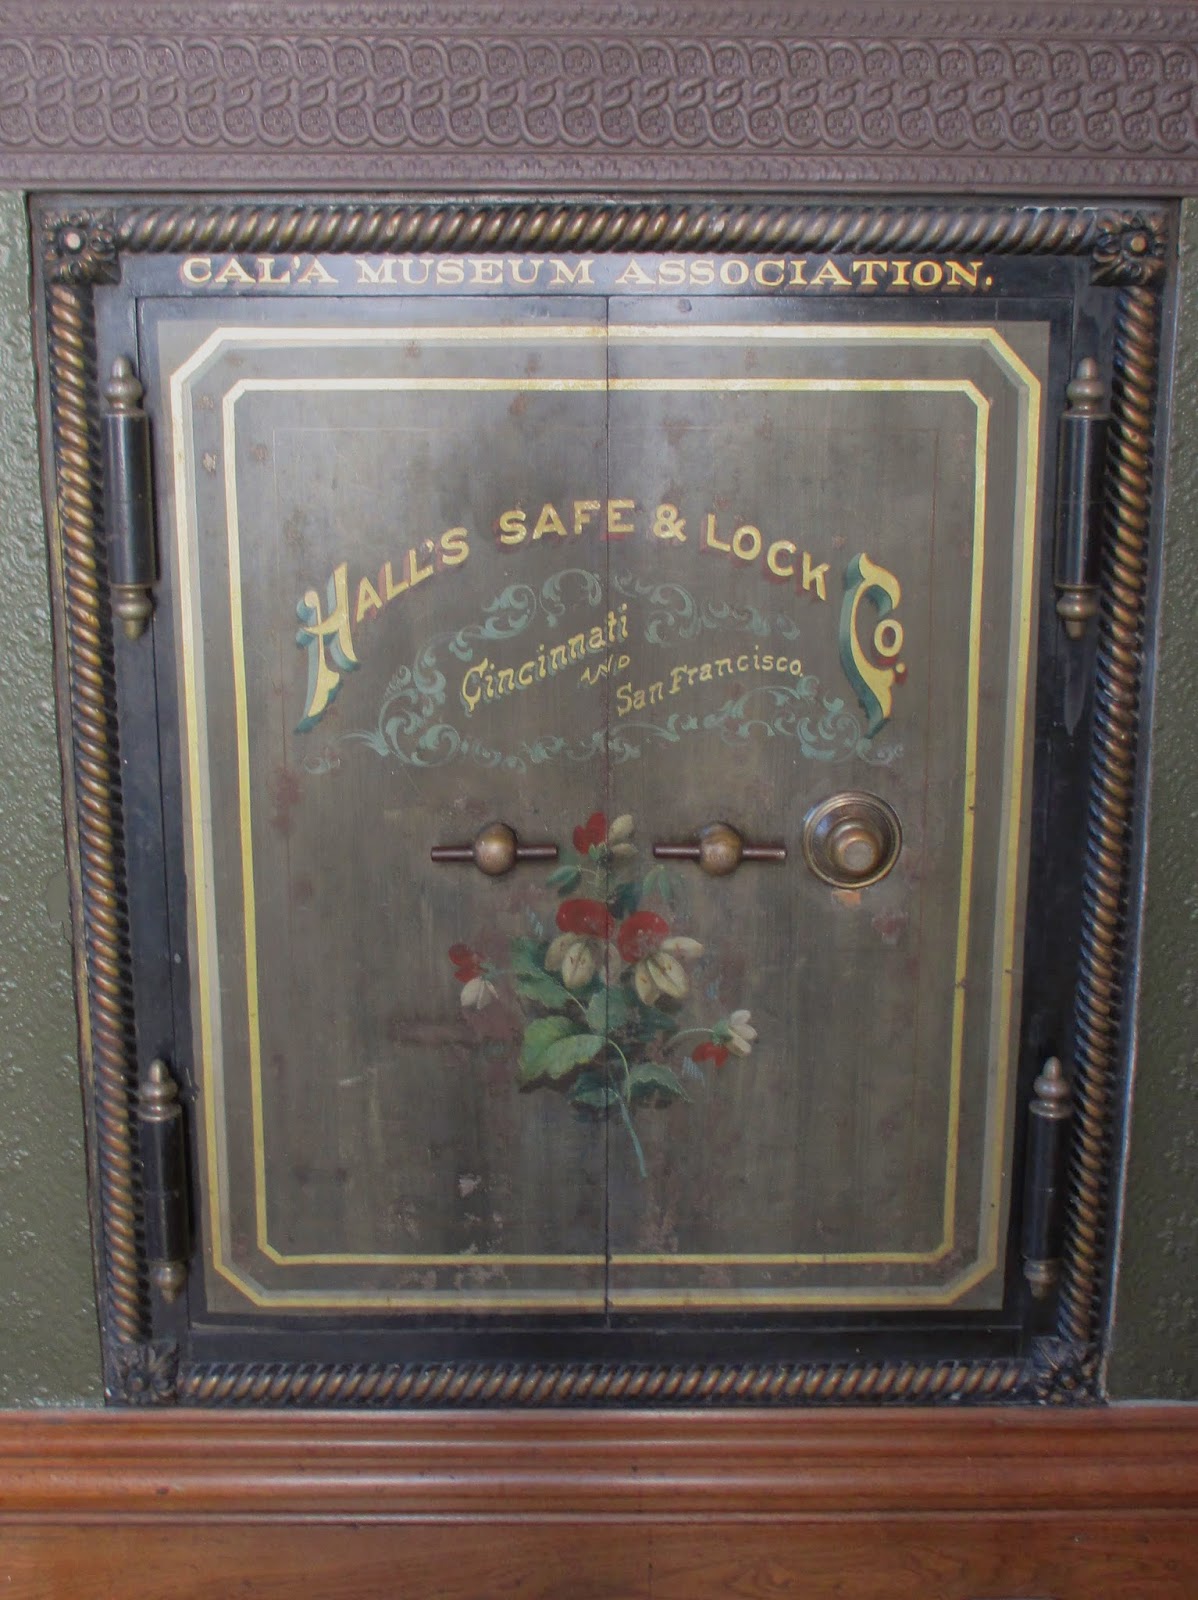 CAL'A MUSEUM ASSOCIATION.
HALL'S SAFE & LOCK CO.
Cincinnati
AND
San Francisco.